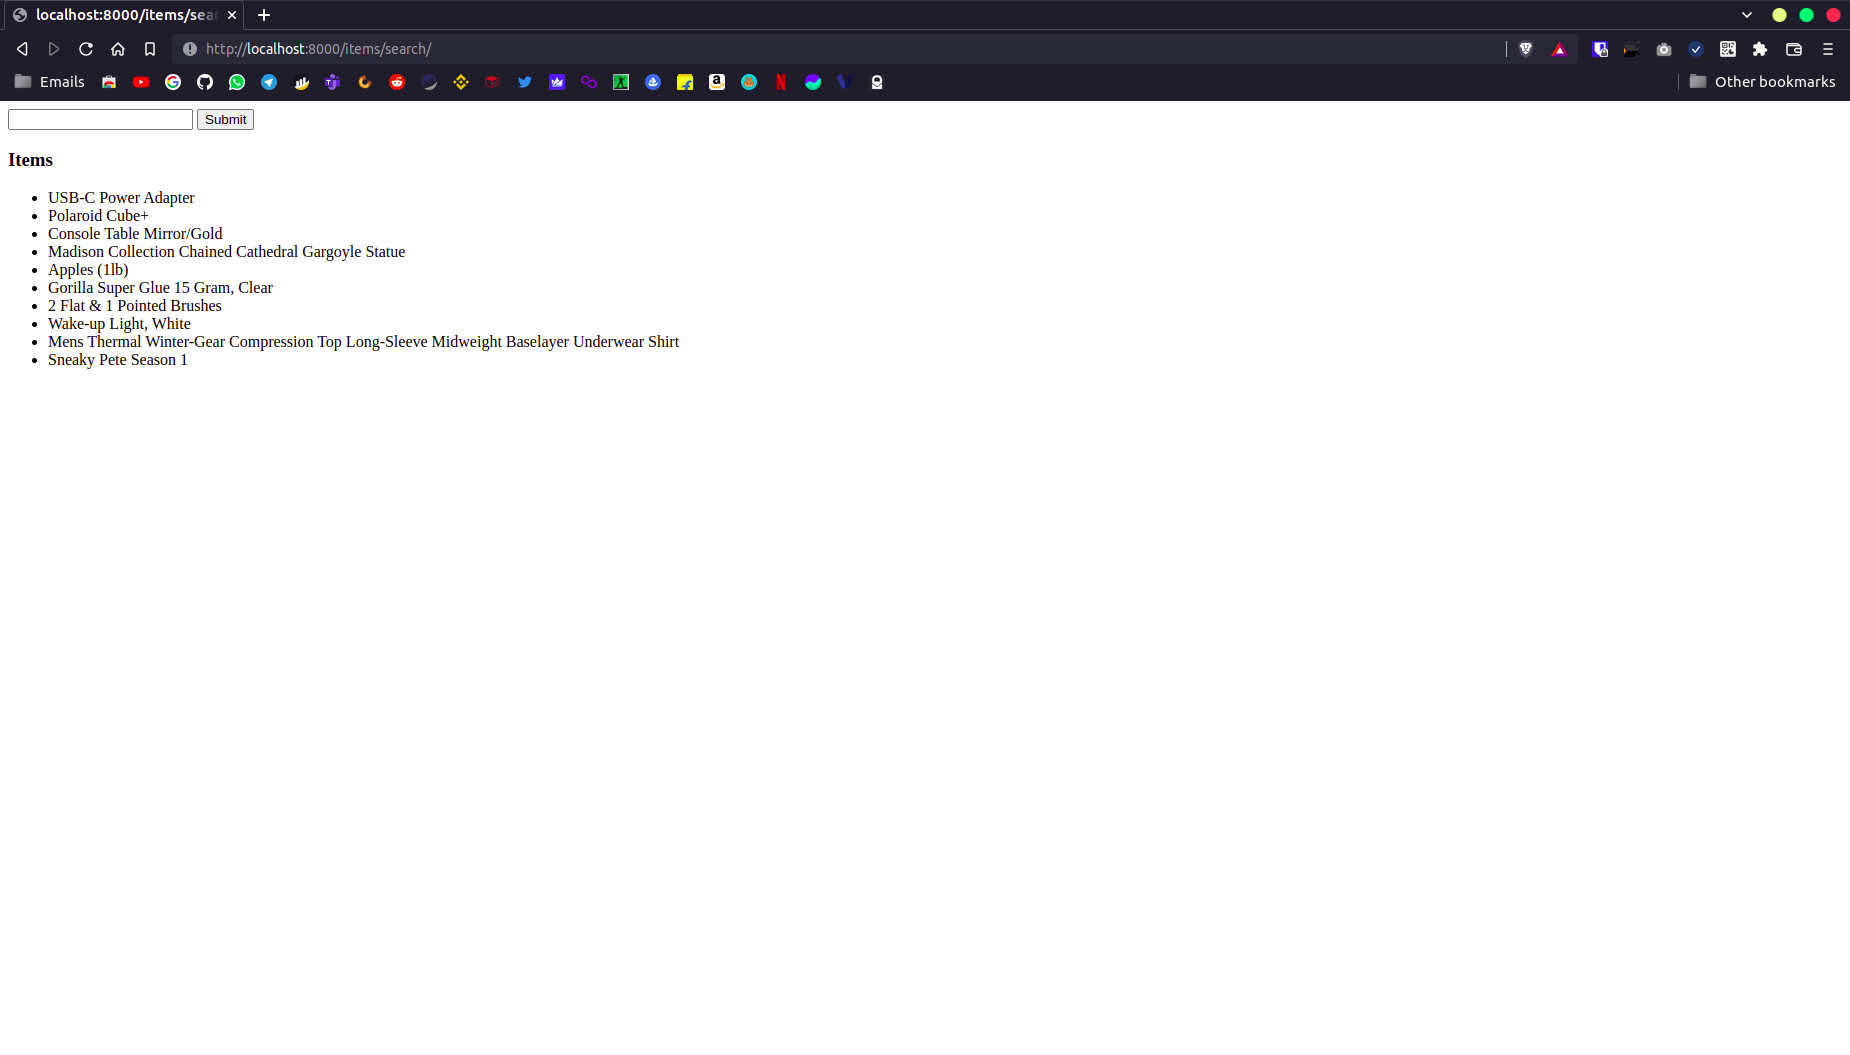 localhost:8000/items/sear
http://localhost:8000/items/search/
Emails
Other bookmarks
Submit
Items
USB-C Power Adapter
Polaroid Cube+
Console Table Mirror/Gold
Madison Collection Chained Cathedral Gargoyle Statue
Apples (1lb)
Gorilla Super Glue 15 Gram, Clear
2 Flat & 1 Pointed Brushes
Wake-up Light, White
Mens Thermal Winter-Gear Compression Top Long-Sleeve Midweight Baselayer Underwear Shirt
Sneaky Pete Season 1